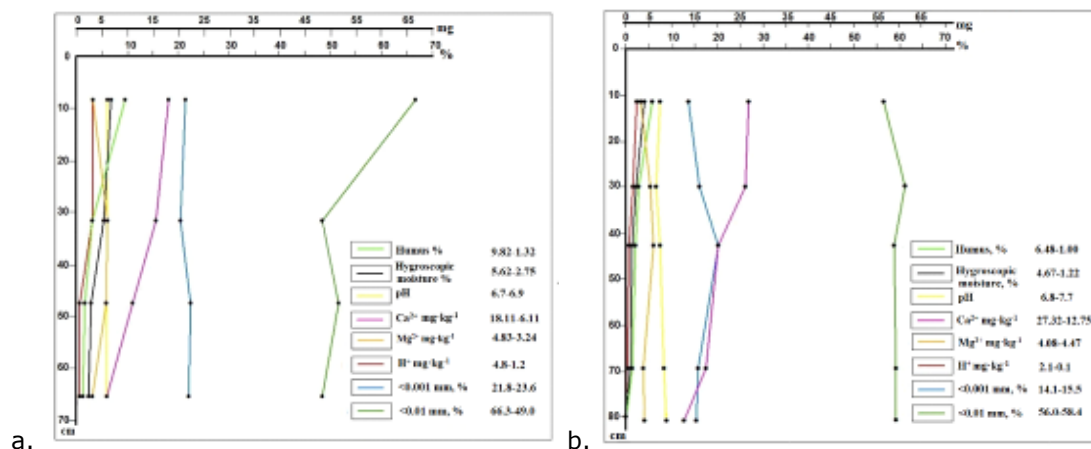 0 5 15 25 35 45 55 65
mg
0 10 20 30 40 50 60 70
%
0
10
20
30
40
50
60
70
cm
Humus % 9.82-1.32
Hygroscopic
moisture % 5.62-2.75
pH 6.7-6.9
Ca²⁺ mg·kg⁻¹ 18.11-6.11
Mg²⁺ mg·kg⁻¹ 4.83-3.24
H⁺ mg·kg⁻¹ 4.8-1.2
<0.001 mm, % 21.8-23.6
<0.01 mm, % 66.3-49.0
a.
0 5 15 25 35 45 55 65
mg
0 10 20 30 40 50 60 70
%
0
10
20
30
40
50
60
70
80
cm
Humus, % 6.48-1.00
Hygroscopic
moisture, % 4.67-1.22
pH 6.8-7.7
Ca²⁺ mg·kg⁻¹ 27.32-12.75
Mg²⁺ mg·kg⁻¹ 4.08-4.47
H⁺ mg·kg⁻¹ 2.1-0.1
<0.001 mm, % 14.1-15.5
<0.01 mm, % 56.0-58.4
b.